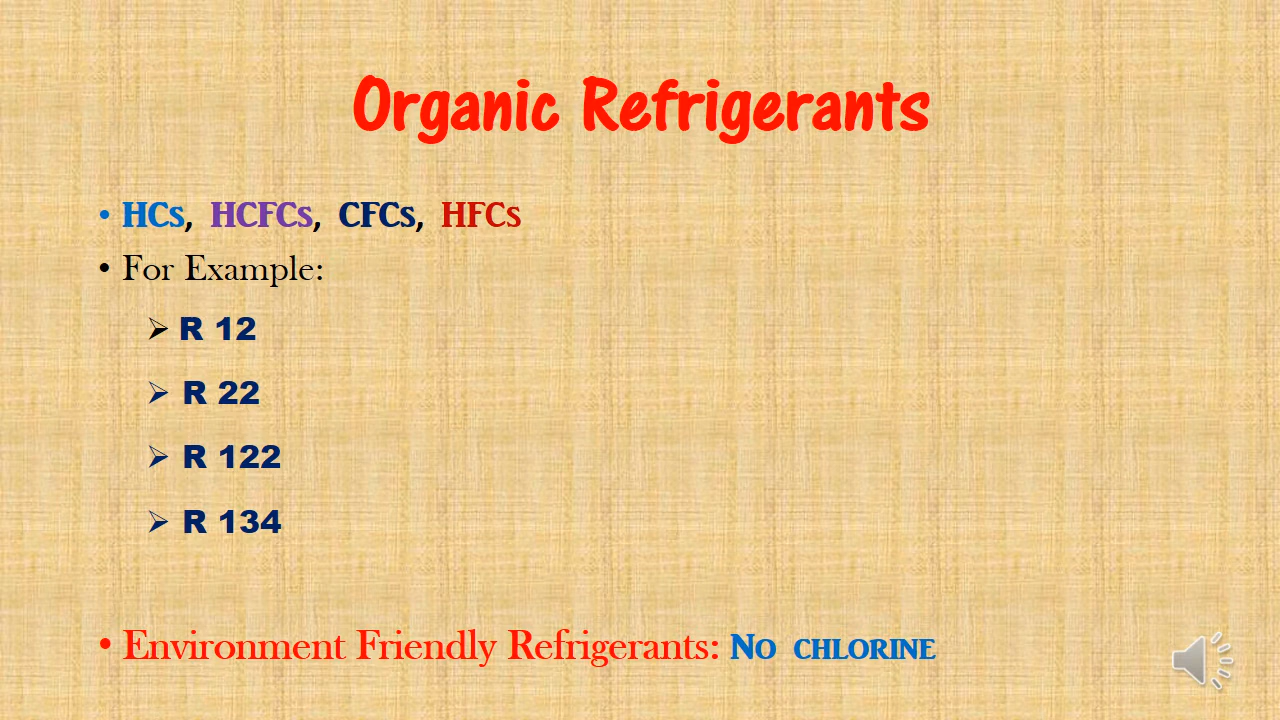 Organic Refrigerants
• HCs, HCFCs, CFCs, HFCs
• For Example:
➢ R 12
➢ R 22
➢ R 122
➢ R 134
• Environment Friendly Refrigerants: No chlorine